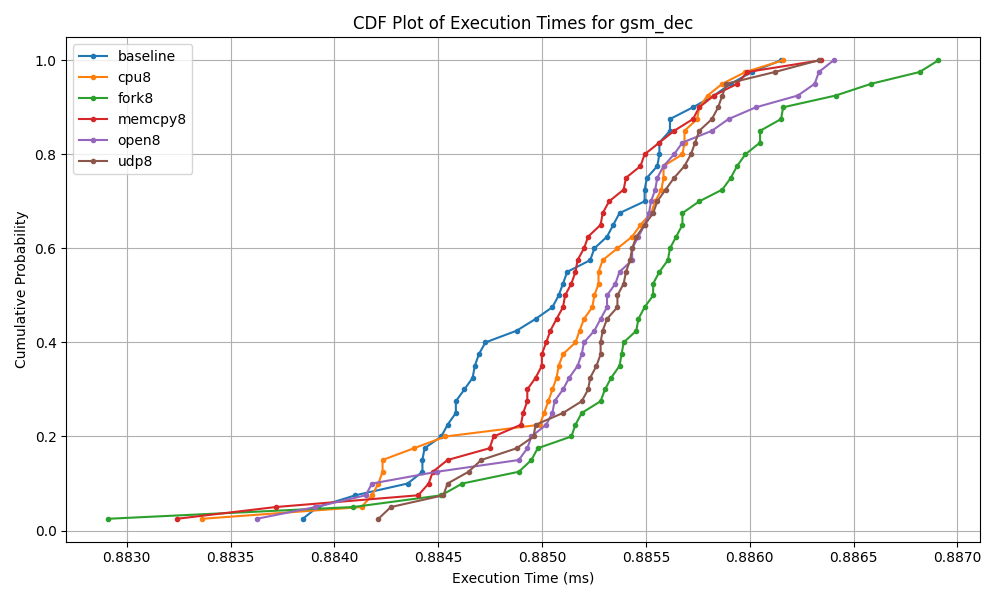 CDF Plot of Execution Times for gsm_dec
baseline
cpu8
fork8
memcpy8
open8
udp8
Cumulative Probability
1.0
0.8
0.6
0.4
0.2
0.0
0.8830 0.8835 0.8840 0.8845 0.8850 0.8855 0.8860 0.8865 0.8870
Execution Time (ms)